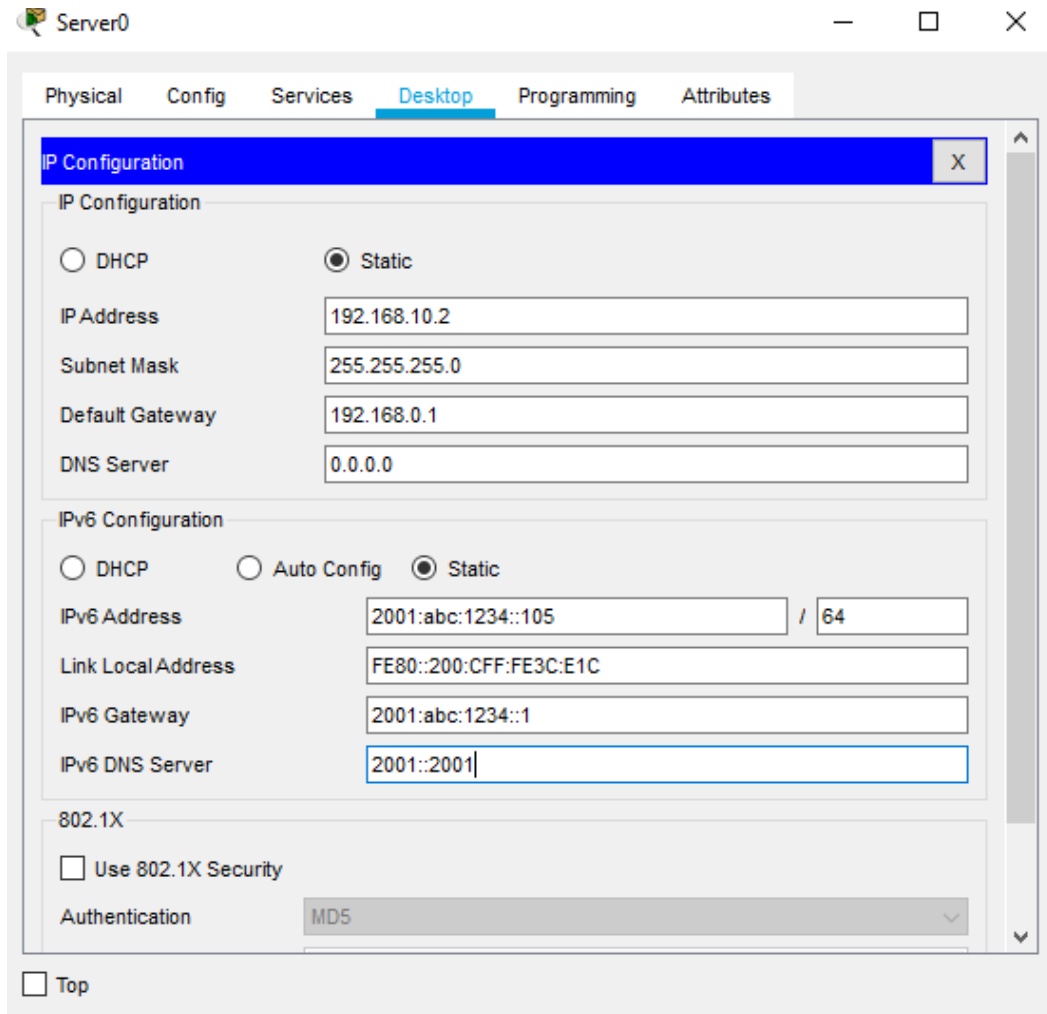 Server0
Physical Config Services Desktop Programming Attributes
IP Configuration X
IP Configuration
DHCP Static
IP Address 192.168.10.2
Subnet Mask 255.255.255.0
Default Gateway 192.168.0.1
DNS Server 0.0.0.0
IPv6 Configuration
DHCP Auto Config Static
IPv6 Address 2001:abc:1234::105 / 64
Link Local Address FE80::200:CFF:FE3C:E1C
IPv6 Gateway 2001:abc:1234::1
IPv6 DNS Server 2001::2001
802.1X
Use 802.1X Security
Authentication MD5
Top